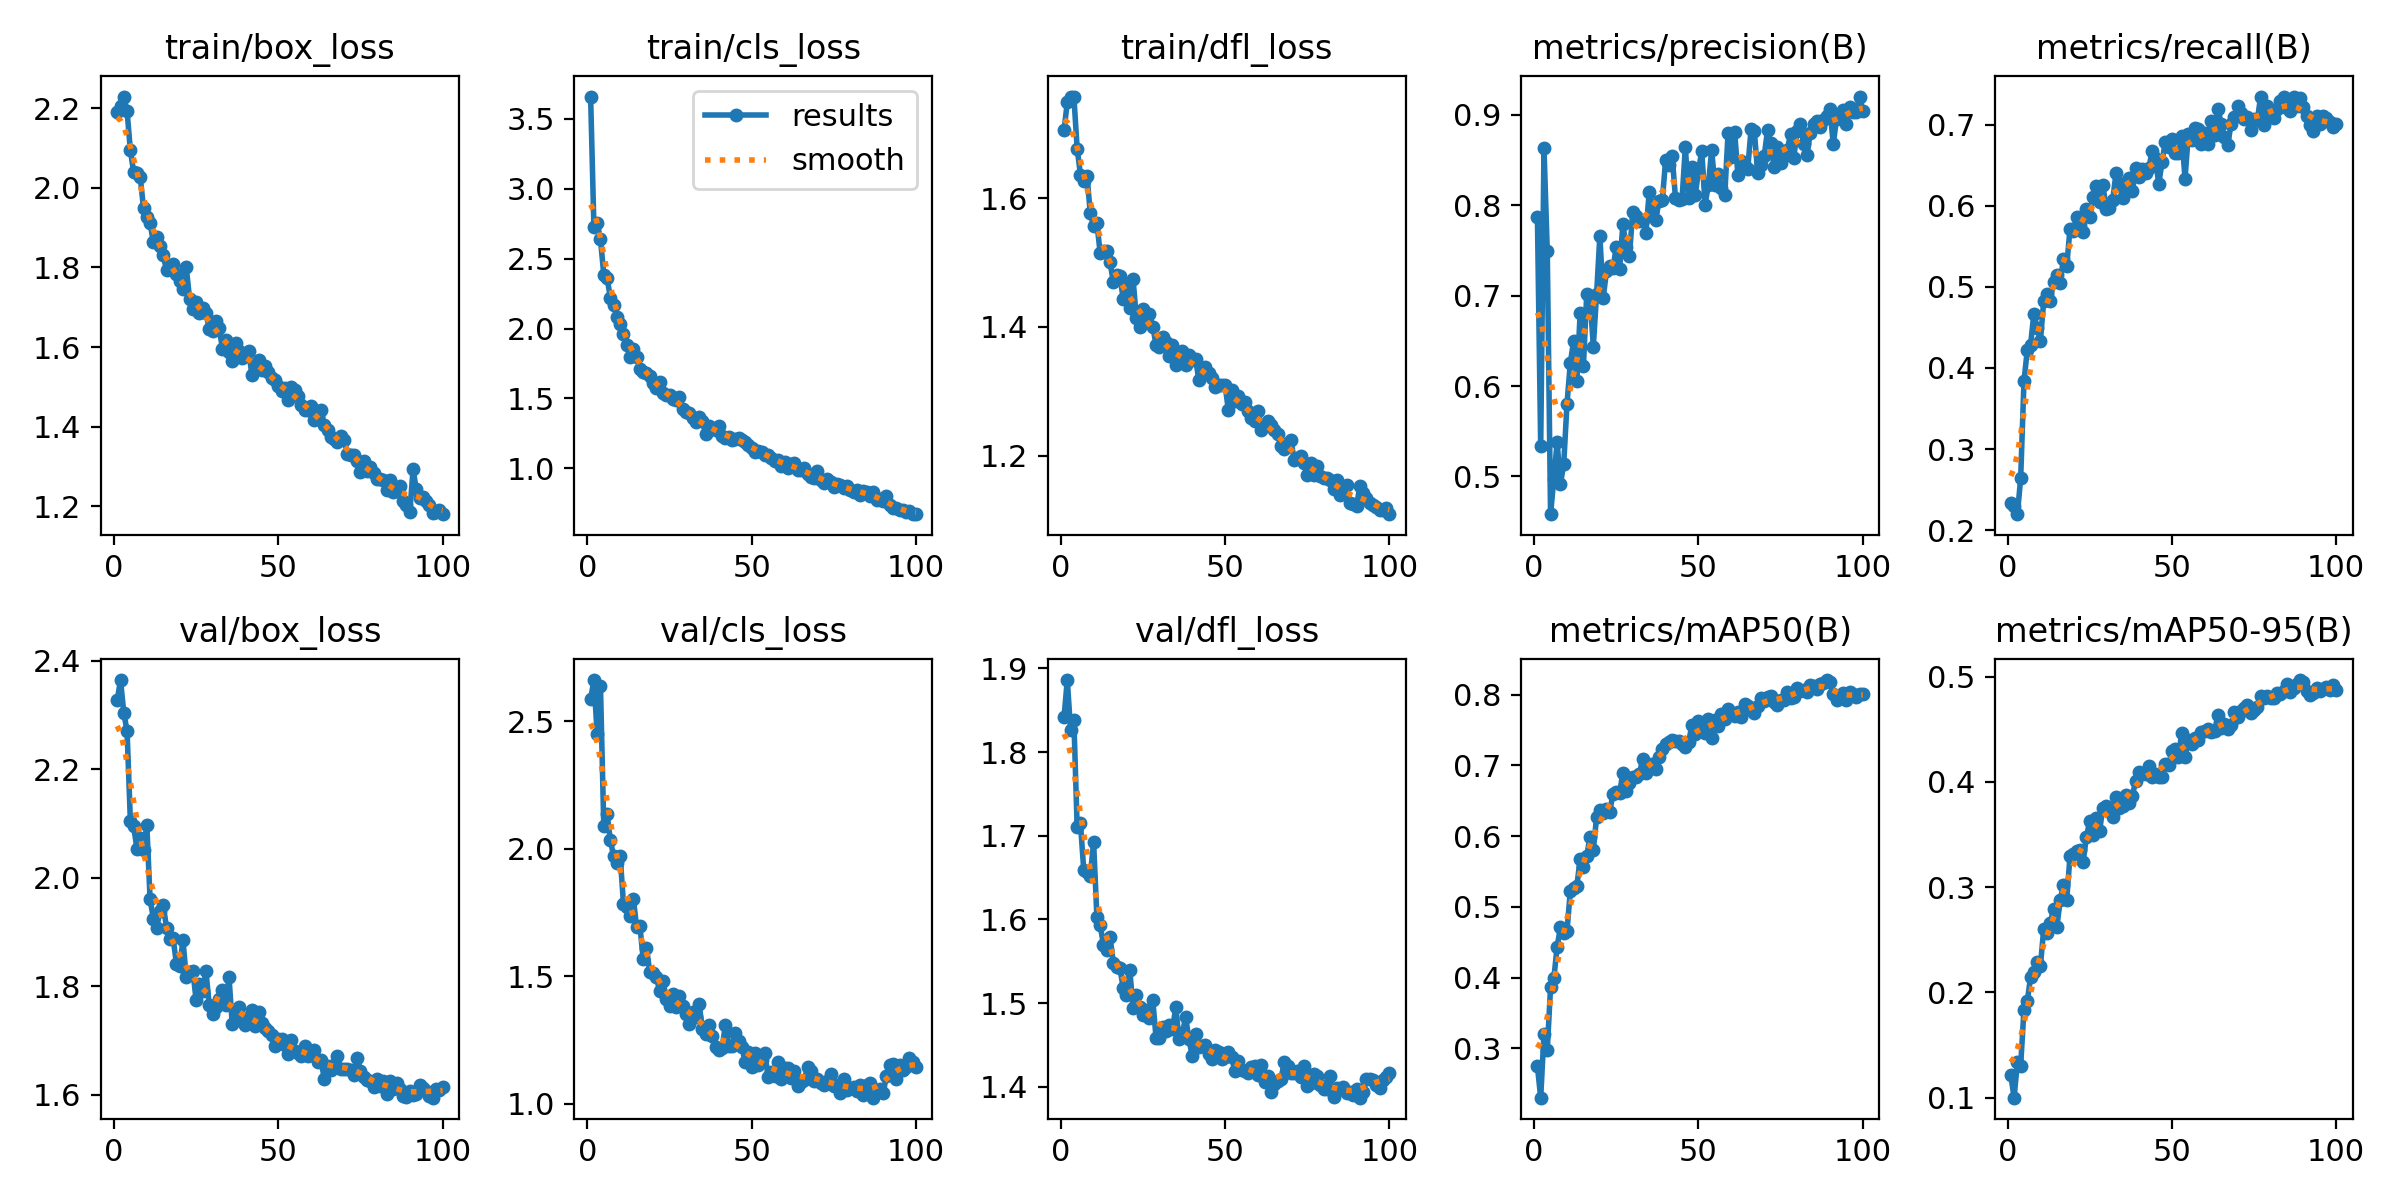 train/box_loss
2.2
2.0
1.8
1.6
1.4
1.2
0 50 100
train/cls_loss
results
smooth
3.5
3.0
2.5
2.0
1.5
1.0
0 50 100
train/dfl_loss
1.6
1.4
1.2
0 50 100
metrics/precision(B)
0.9
0.8
0.7
0.6
0.5
0 50 100
metrics/recall(B)
0.7
0.6
0.5
0.4
0.3
0.2
0 50 100
val/box_loss
2.4
2.2
2.0
1.8
1.6
0 50 100
val/cls_loss
2.5
2.0
1.5
1.0
0 50 100
val/dfl_loss
1.9
1.8
1.7
1.6
1.5
1.4
0 50 100
metrics/mAP50(B)
0.8
0.7
0.6
0.5
0.4
0.3
0 50 100
metrics/mAP50-95(B)
0.5
0.4
0.3
0.2
0.1
0 50 100